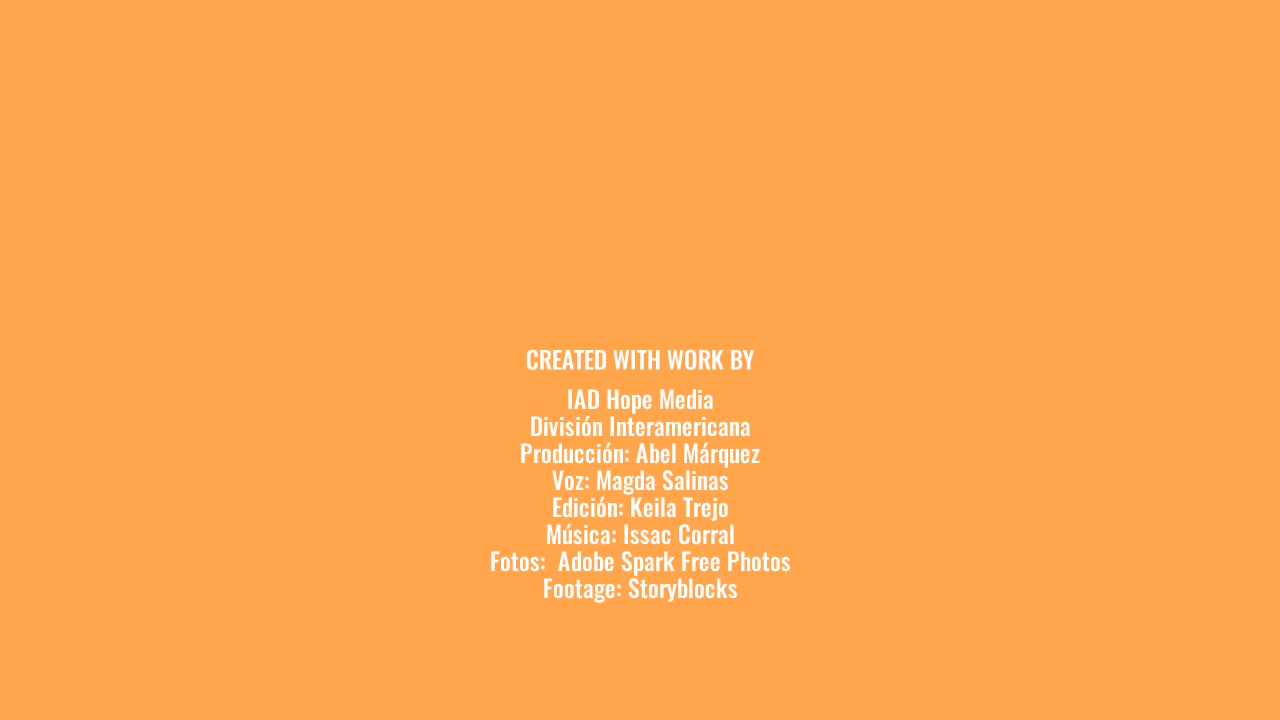 CREATED WITH WORK BY
IAD Hope Media
División Interamericana
Producción: Abel Márquez
Voz: Magda Salinas
Edición: Keila Trejo
Música: Issac Corral
Fotos:  Adobe Spark Free Photos
Footage: Storyblocks